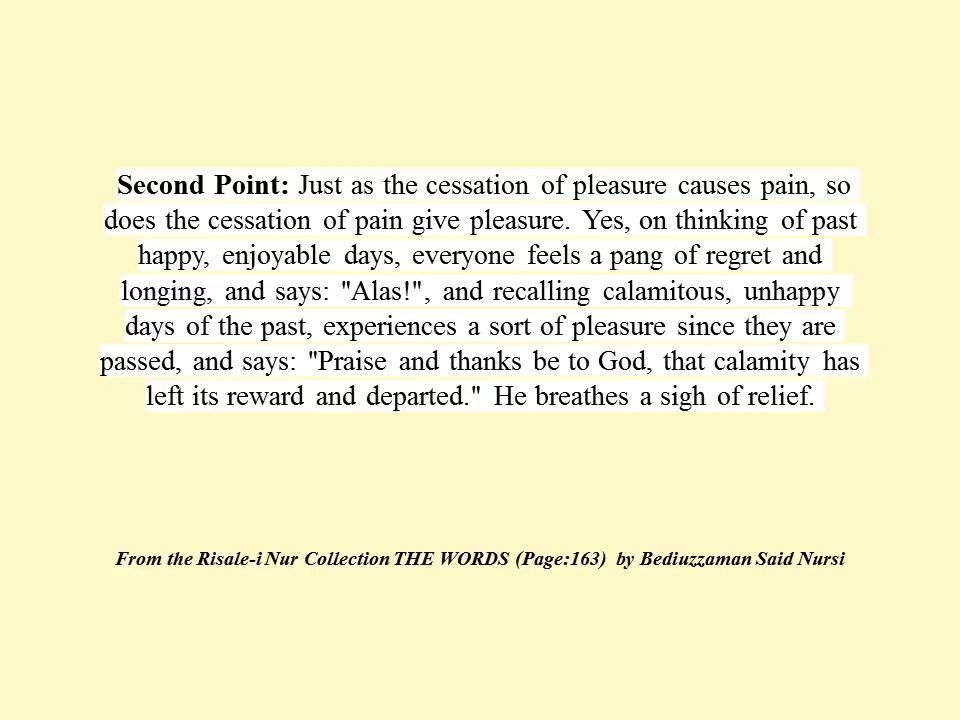 Second Point: Just as the cessation of pleasure causes pain, so
does the cessation of pain give pleasure. Yes, on thinking of past
happy, enjoyable days, everyone feels a pang of regret and
longing, and says: "Alas!", and recalling calamitous, unhappy
days of the past, experiences a sort of pleasure since they are
passed, and says: "Praise and thanks be to God, that calamity has
left its reward and departed." He breathes a sigh of relief.
From the Risale-i Nur Collection THE WORDS (Page:163) by Bediuzzaman Said Nursi